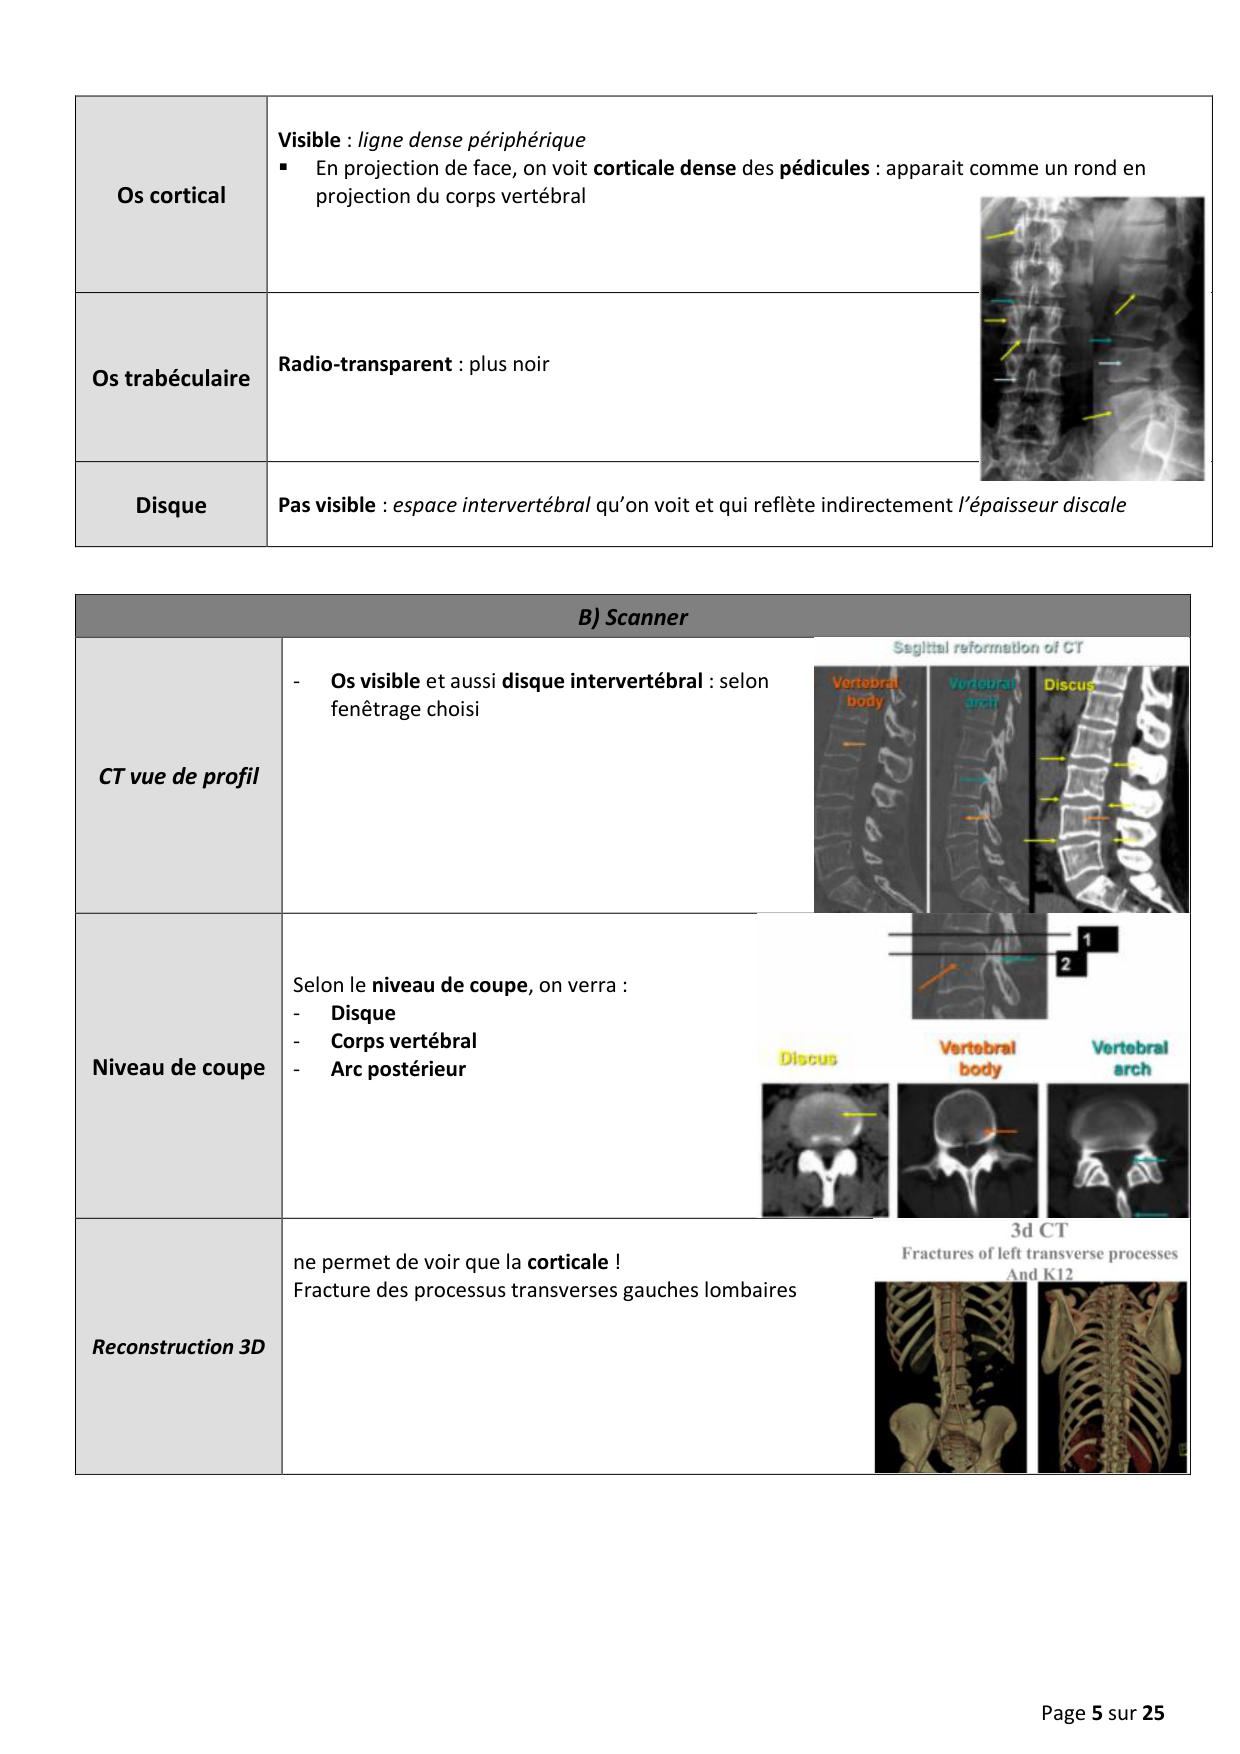 Visible : ligne dense périphérique
▪ En projection de face, on voit corticale dense des pédicules : apparait comme un rond en
projection du corps vertébral
Os cortical
Os trabéculaire
Radio-transparent : plus noir
Disque
Pas visible : espace intervertébral qu’on voit et qui reflète indirectement l’épaisseur discale
B) Scanner
CT vue de profil
- Os visible et aussi disque intervertébral : selon
fenêtrage choisi
Sagittal reformation of CT
Vertebral
body
Vertebral
arch
Discus
Niveau de coupe
Selon le niveau de coupe, on verra :
- Disque
- Corps vertébral
- Arc postérieur
1
2
Discus
Vertebral
body
Vertebral
arch
Reconstruction 3D
ne permet de voir que la corticale !
Fracture des processus transverses gauches lombaires
3d CT
Fractures of left transverse processes
And K12
Page 5 sur 25